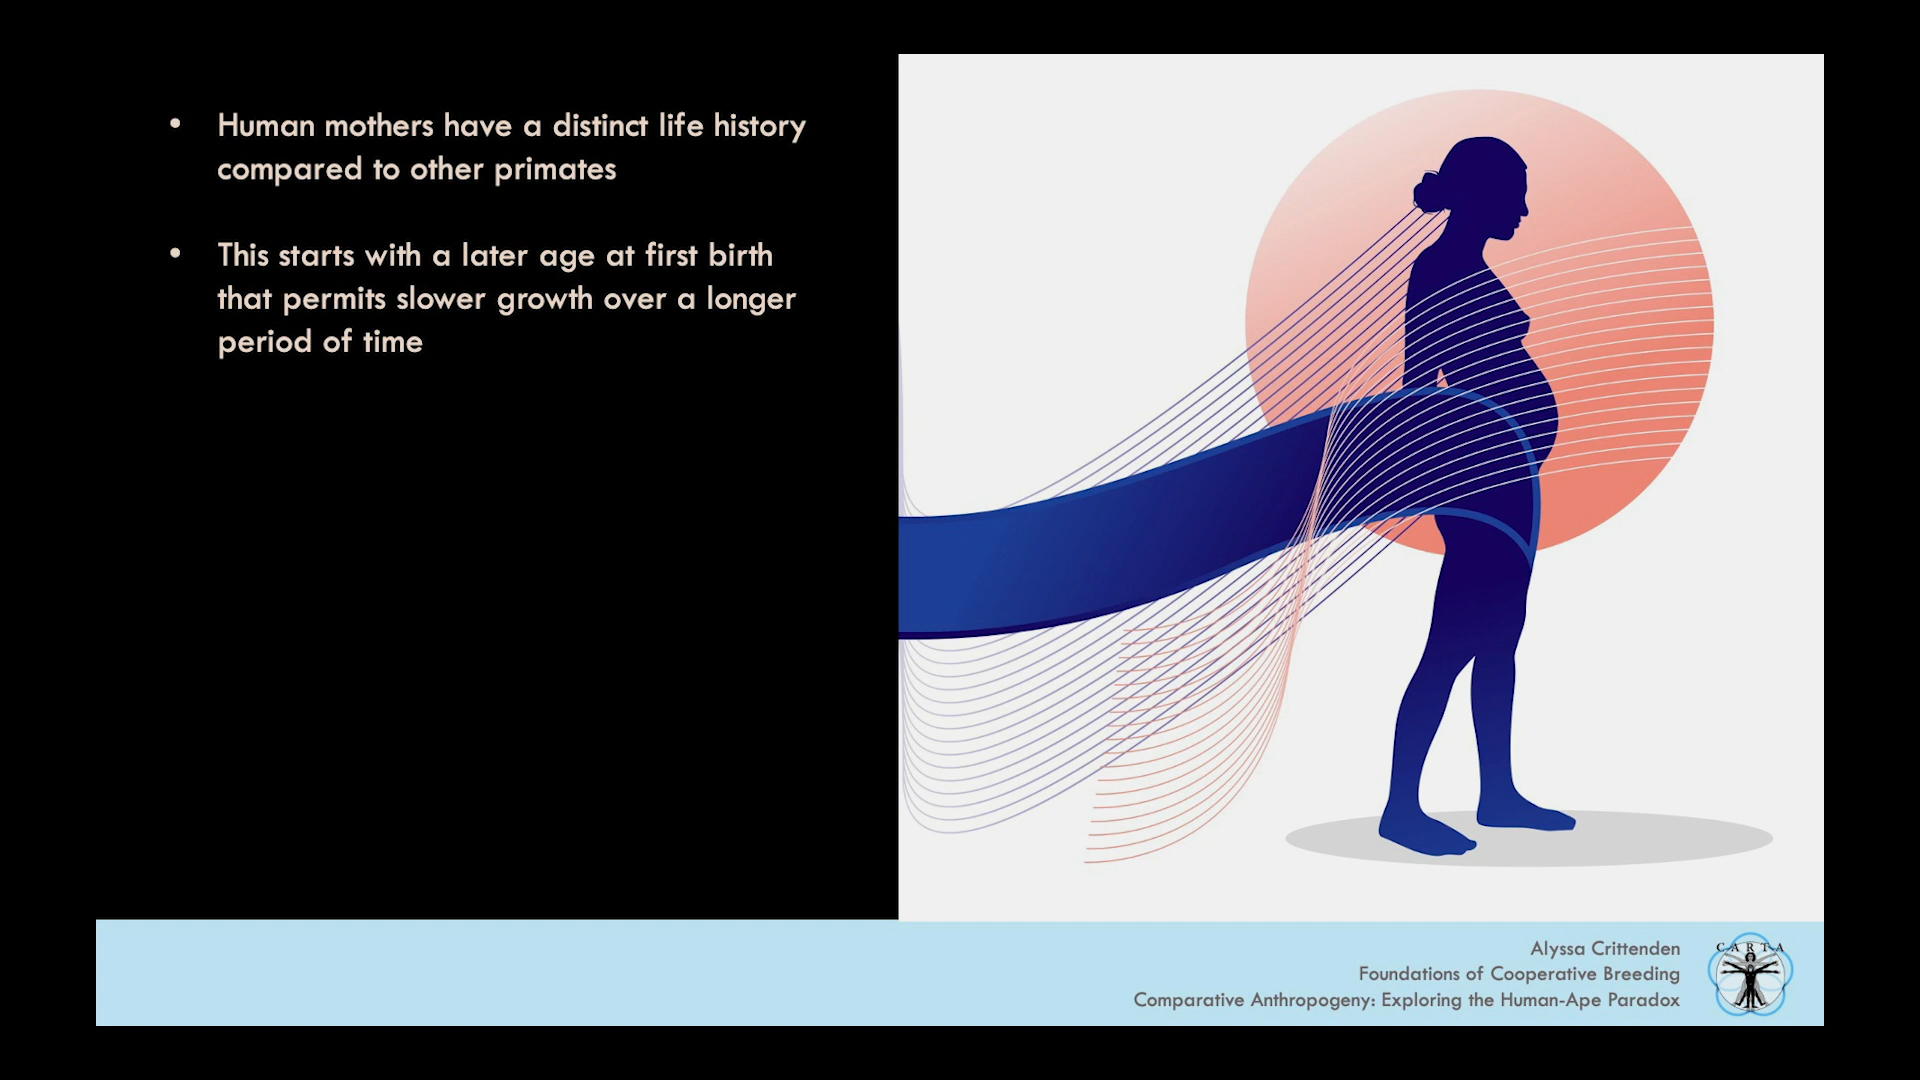 • Human mothers have a distinct life history
compared to other primates
• This starts with a later age at first birth
that permits slower growth over a longer
period of time
Alyssa Crittenden
Foundations of Cooperative Breeding
Comparative Anthropogeny: Exploring the Human-Ape Paradox
CARTA